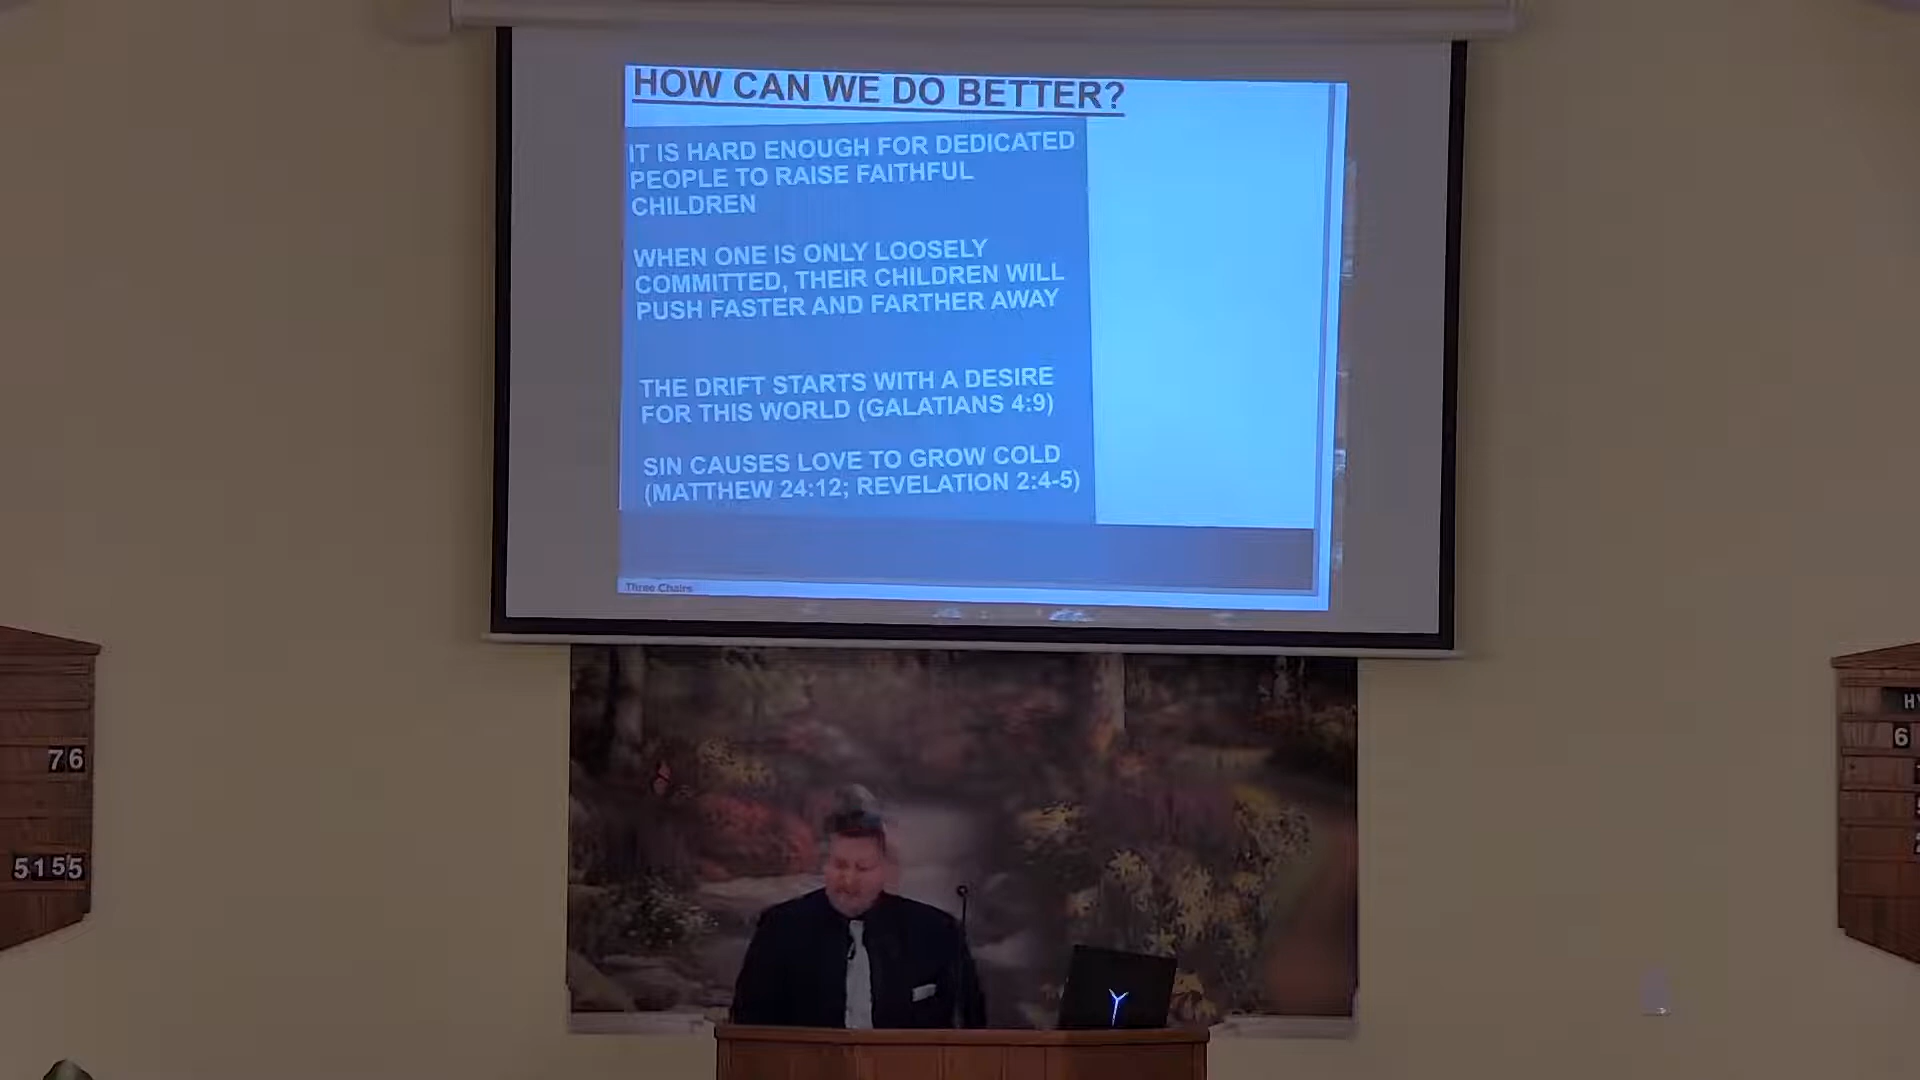 HOW CAN WE DO BETTER?
IT IS HARD ENOUGH FOR DEDICATED
PEOPLE TO RAISE FAITHFUL
CHILDREN
WHEN ONE IS ONLY LOOSELY
COMMITTED, THEIR CHILDREN WILL
PUSH FASTER AND FARTHER AWAY
THE DRIFT STARTS WITH A DESIRE
FOR THIS WORLD (GALATIANS 4:9)
SIN CAUSES LOVE TO GROW COLD
(MATTHEW 24:12; REVELATION 2:4-5)
Three Chairs
76
5155
HY
6